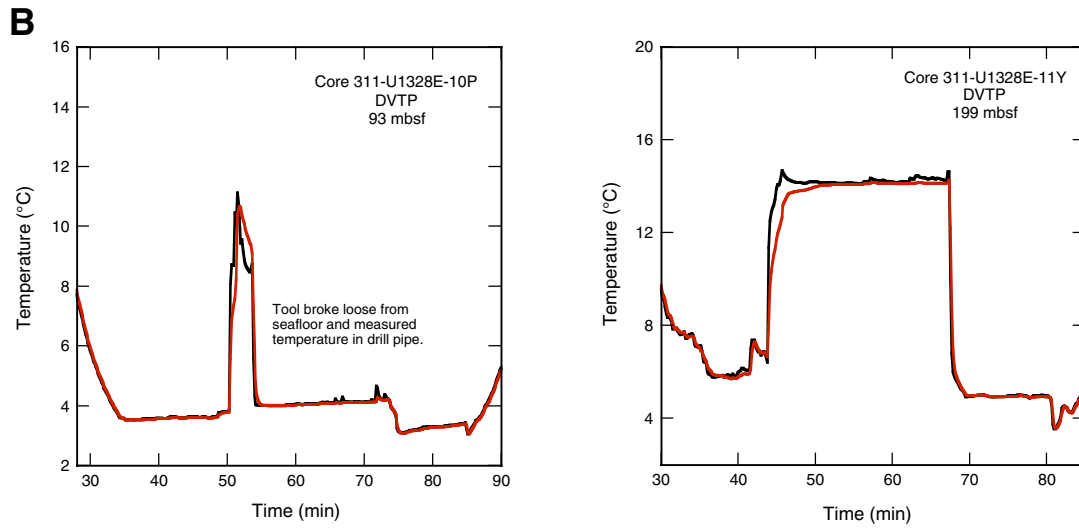 B
16
14
12
10
8
6
4
2
Temperature (°C)
30
40
50
60
70
80
90
Time (min)
Core 311-U1328E-10P
DVTP
93 mbsf
Tool broke loose from
seafloor and measured
temperature in drill pipe.
20
16
12
8
4
Temperature (°C)
30
40
50
60
70
80
Time (min)
Core 311-U1328E-11Y
DVTP
199 mbsf